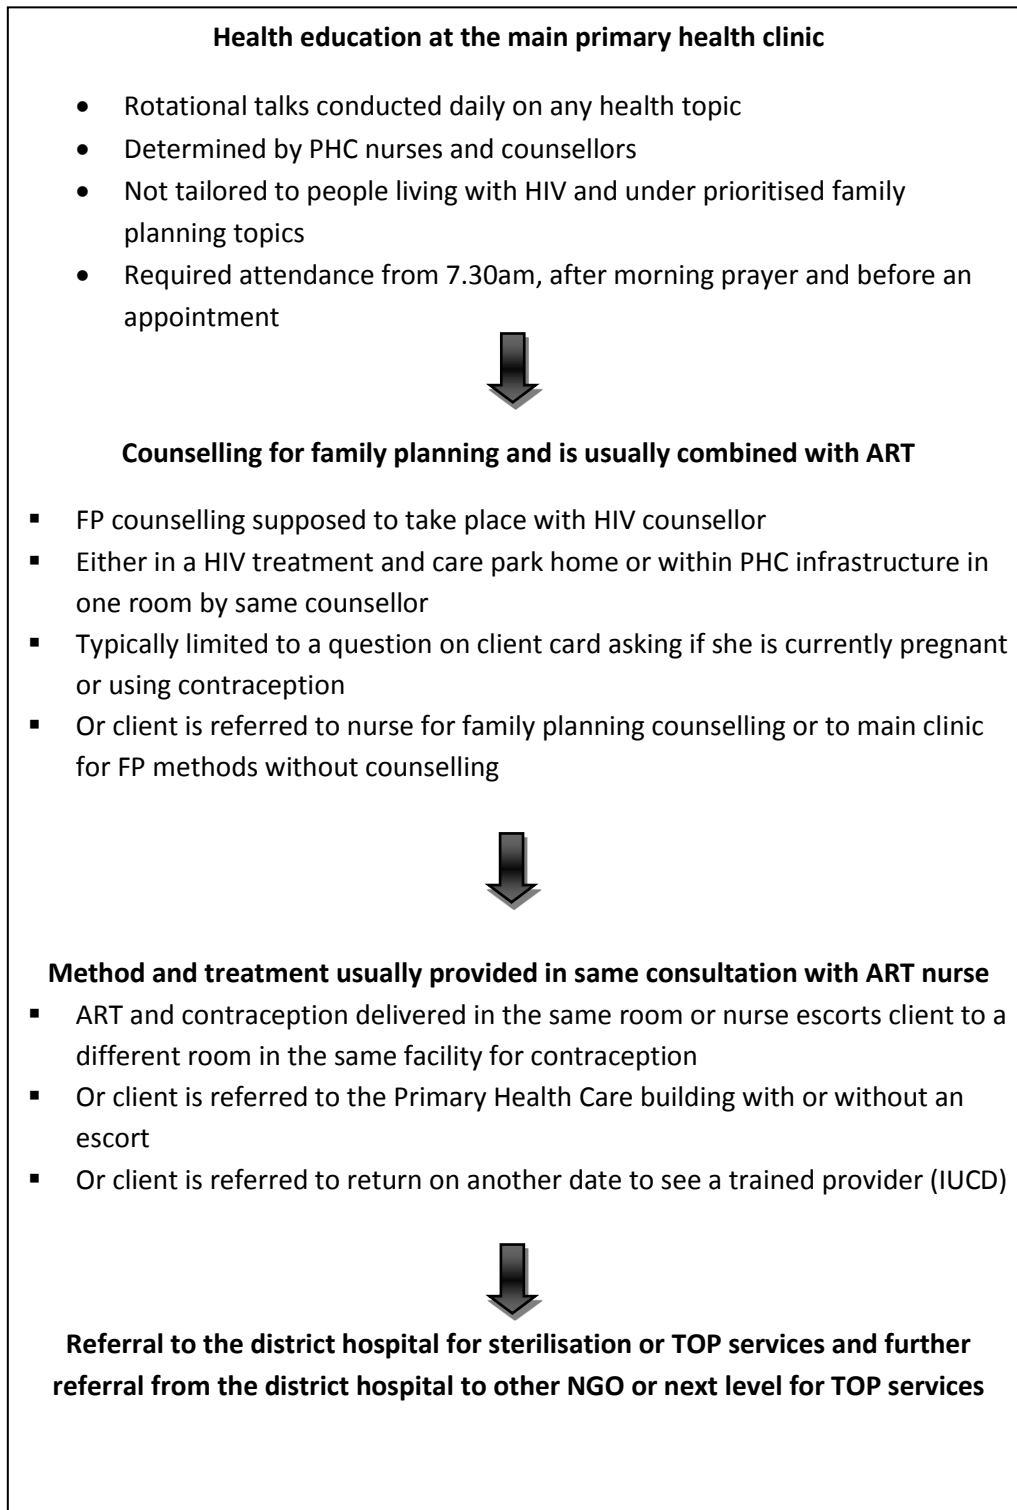 Health education at the main primary health clinic
• Rotational talks conducted daily on any health topic
• Determined by PHC nurses and counsellors
• Not tailored to people living with HIV and under prioritised family
planning topics
• Required attendance from 7.30am, after morning prayer and before an
appointment
Counselling for family planning and is usually combined with ART
▪ FP counselling supposed to take place with HIV counsellor
▪ Either in a HIV treatment and care park home or within PHC infrastructure in
one room by same counsellor
▪ Typically limited to a question on client card asking if she is currently pregnant
or using contraception
▪ Or client is referred to nurse for family planning counselling or to main clinic
for FP methods without counselling
Method and treatment usually provided in same consultation with ART nurse
▪ ART and contraception delivered in the same room or nurse escorts client to a
different room in the same facility for contraception
▪ Or client is referred to the Primary Health Care building with or without an
escort
▪ Or client is referred to return on another date to see a trained provider (IUCD)
Referral to the district hospital for sterilisation or TOP services and further
referral from the district hospital to other NGO or next level for TOP services